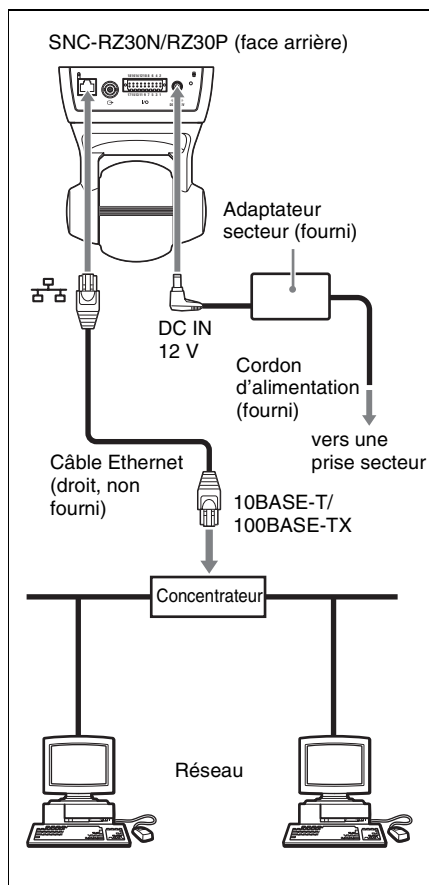 SNC-RZ30N/RZ30P (face arrière)
I/O
Adaptateur
secteur (fourni)
DC IN
12 V
Cordon
d'alimentation
(fourni)
vers une
prise secteur
Câble Ethernet
(droit, non
fourni)
10BASE-T/
100BASE-TX
Concentrateur
Réseau